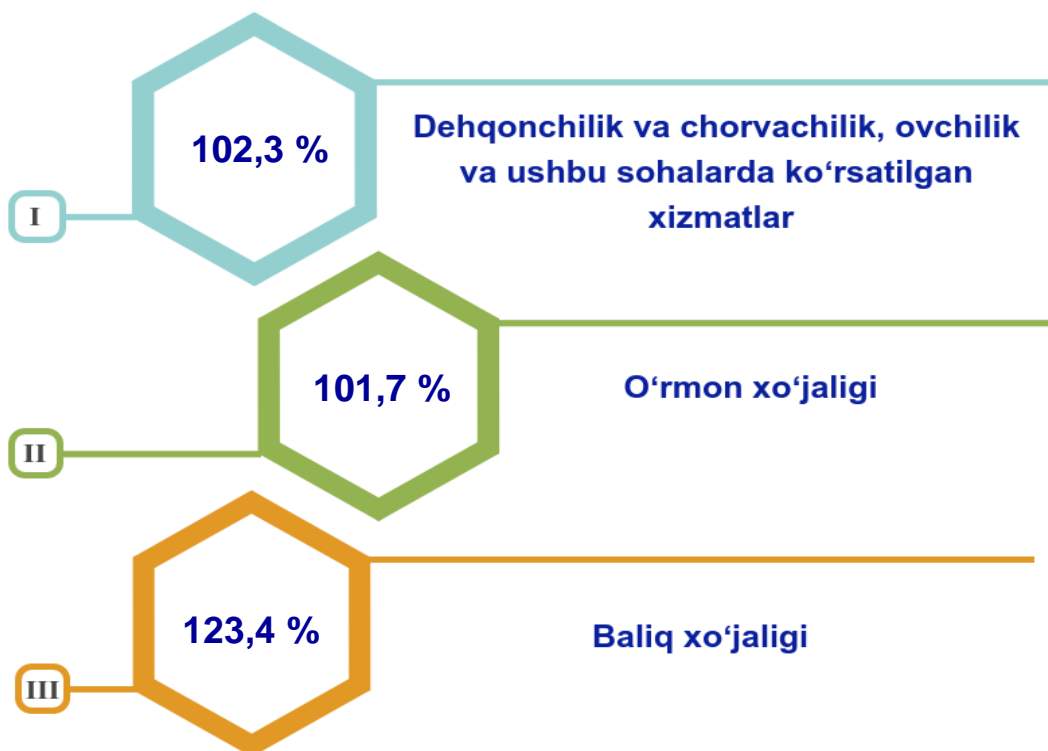 102,3 %
Dehqonchilik va chorvachilik, ovchilik
va ushbu sohalarda ko‘rsatilgan
xizmatlar
I
101,7 %
O‘rmon xo‘jaligi
II
123,4 %
Baliq xo‘jaligi
III